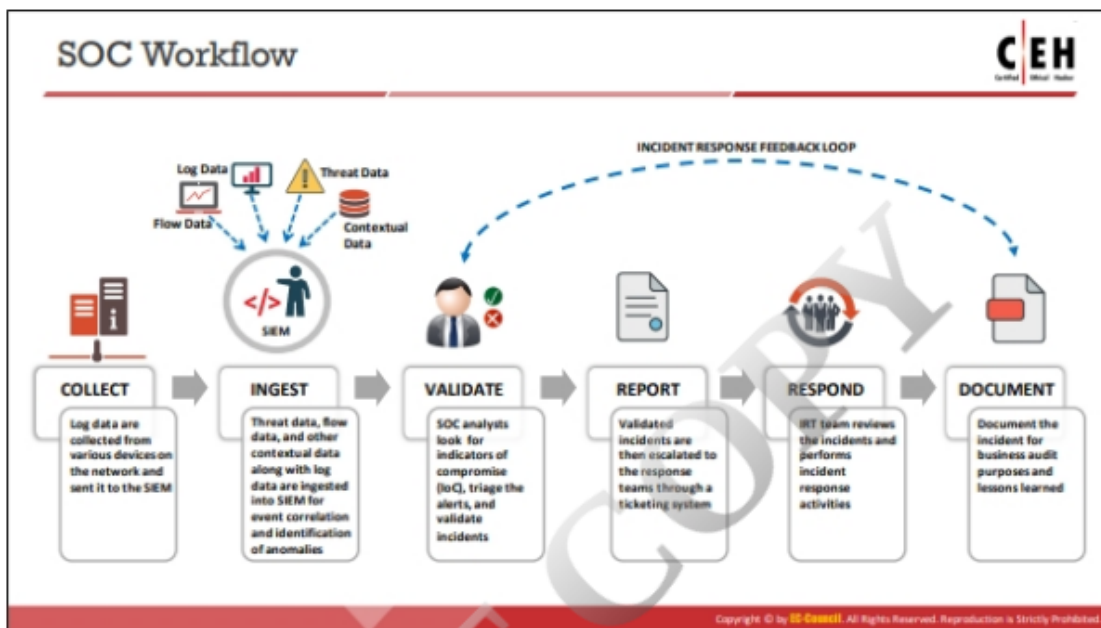 SOC Workflow
C|EH
Certified Ethical Hacker
INCIDENT RESPONSE FEEDBACK LOOP
Log Data
Threat Data
Flow Data
Contextual
Data
</>
SIEM
i
COLLECT
Log data are
collected from
various devices on
the network and
sent it to the SIEM
INGEST
Threat data, flow
data, and other
contextual data
along with log
data are ingested
into SIEM for
event correlation
and identification
of anomalies
VALIDATE
SOC analysts
look for
indicators of
compromise
(IoC), triage the
alerts, and
validate
incidents
REPORT
Validated
incidents are
then escalated to
the response
teams through a
ticketing system
RESPOND
IRT team reviews
the incidents and
performs
incident
response
activities
DOCUMENT
Document the
incident for
business audit
purposes and
lessons learned
COPY
Copyright © by EC-Council. All Rights Reserved. Reproduction is Strictly Prohibited.